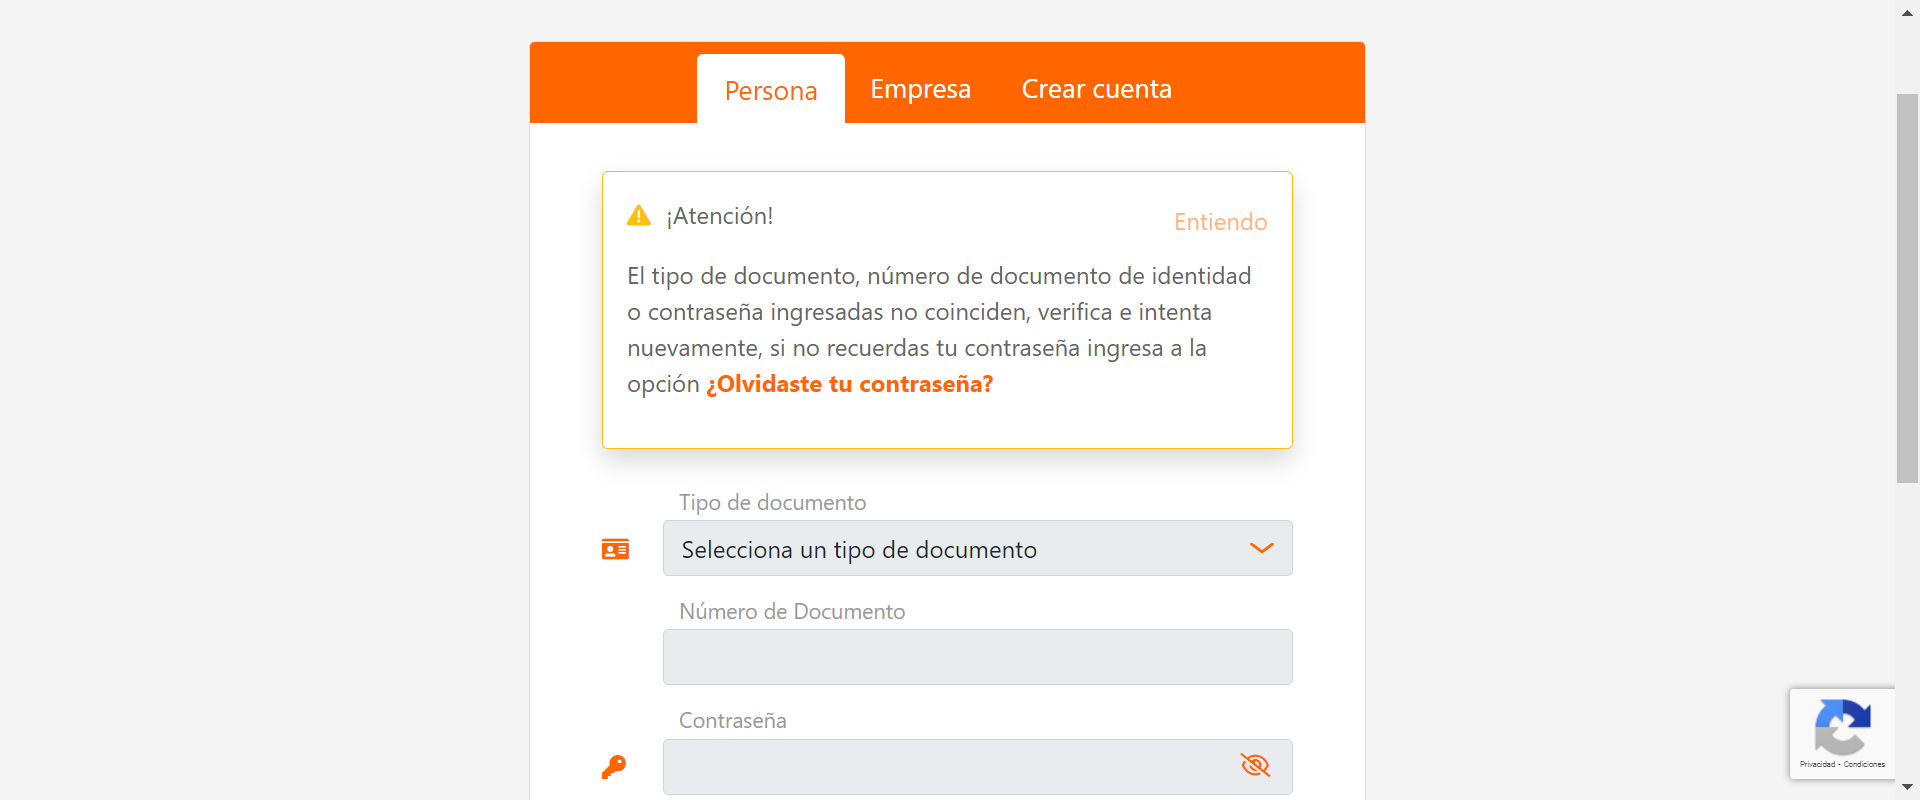 Persona Empresa Crear cuenta
¡Atención!
Entiendo
El tipo de documento, número de documento de identidad
o contraseña ingresadas no coinciden, verifica e intenta
nuevamente, si no recuerdas tu contraseña ingresa a la
opción ¿Olvidaste tu contraseña?
Tipo de documento
Selecciona un tipo de documento
Número de Documento
Contraseña
Privacidad - Condiciones